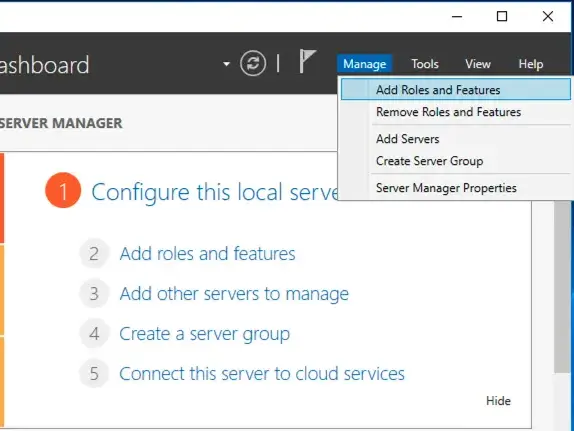 ashboard
Manage
Tools
View
Help
Add Roles and Features
Remove Roles and Features
Add Servers
Create Server Group
Server Manager Properties
SERVER MANAGER
1 Configure this local serve
2 Add roles and features
3 Add other servers to manage
4 Create a server group
5 Connect this server to cloud services
Hide